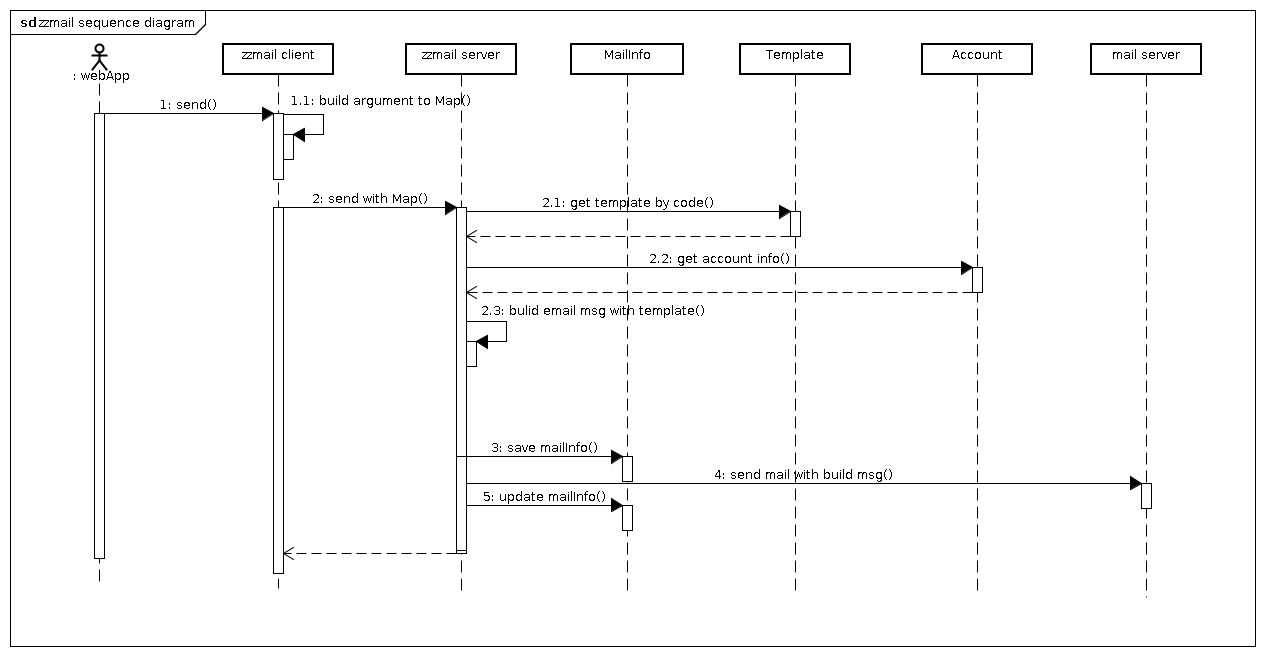 sd zzmail sequence diagram
: webApp
zzmail client
zzmail server
MailInfo
Template
Account
mail server
1: send()
1.1: build argument to Map()
2: send with Map()
2.1: get template by code()
2.2: get account info()
2.3: bulid email msg with template()
3: save mailInfo()
4: send mail with build msg()
5: update mailInfo()